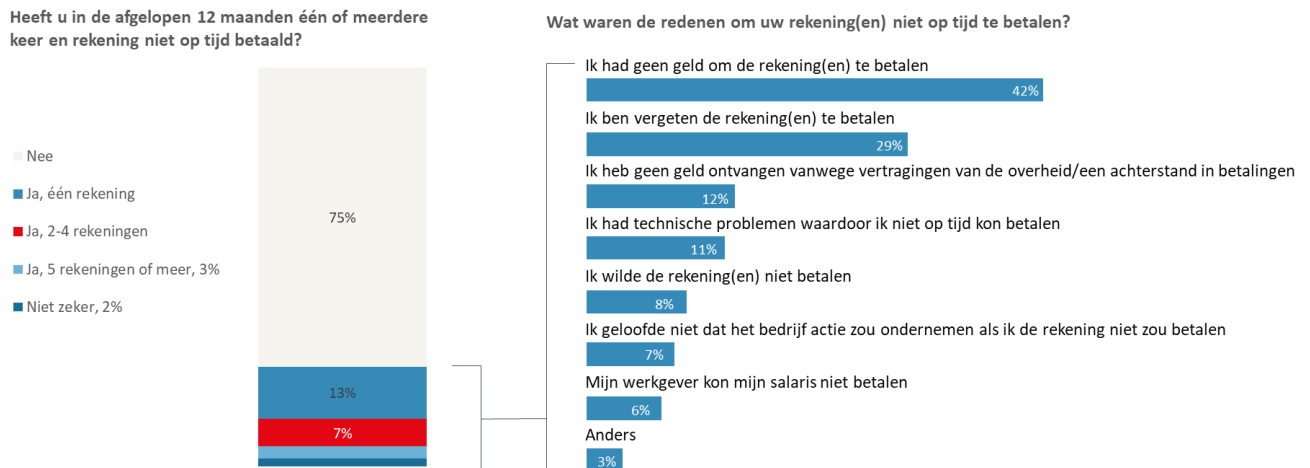 Heeft u in de afgelopen 12 maanden één of meerdere
keer en rekening niet op tijd betaald?
Nee
Ja, één rekening
Ja, 2-4 rekeningen
Ja, 5 rekeningen of meer, 3%
Niet zeker, 2%
75%
13%
7%
Wat waren de redenen om uw rekening(en) niet op tijd te betalen?
Ik had geen geld om de rekening(en) te betalen
42%
Ik ben vergeten de rekening(en) te betalen
29%
Ik heb geen geld ontvangen vanwege vertragingen van de overheid/een achterstand in betalingen
12%
Ik had technische problemen waardoor ik niet op tijd kon betalen
11%
Ik wilde de rekening(en) niet betalen
8%
Ik geloofde niet dat het bedrijf actie zou ondernemen als ik de rekening niet zou betalen
7%
Mijn werkgever kon mijn salaris niet betalen
6%
Anders
3%